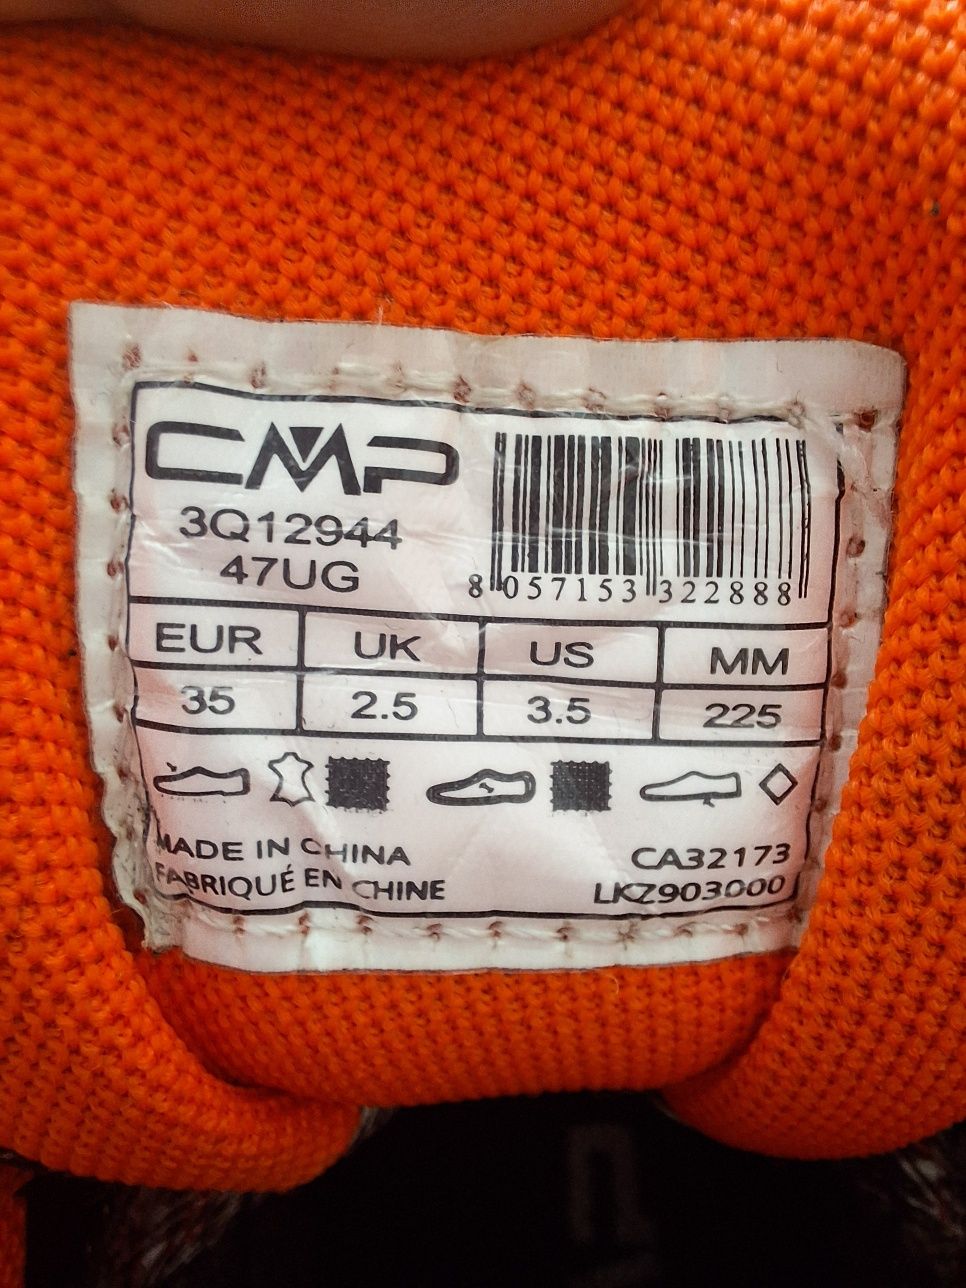 CMP
3Q12944
47UG
8 057153 322888
EUR UK US MM
35 2.5 3.5 225
MADE IN CHINA
FABRIQUÉ EN CHINE
CA32173
LKZ903000